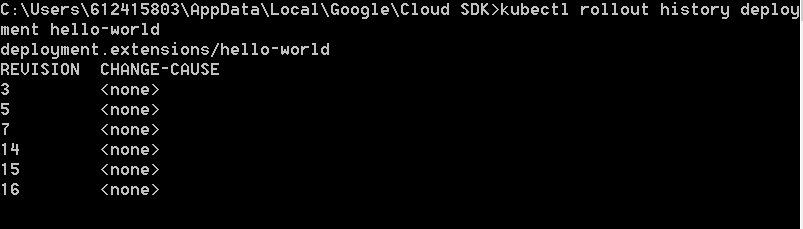 C:\Users\612415803\AppData\Local\Google\Cloud SDK>kubectl rollout history deploy
ment hello-world
deployment.extensions/hello-world
REVISION  CHANGE-CAUSE
3         <none>
5         <none>
7         <none>
14        <none>
15        <none>
16        <none>